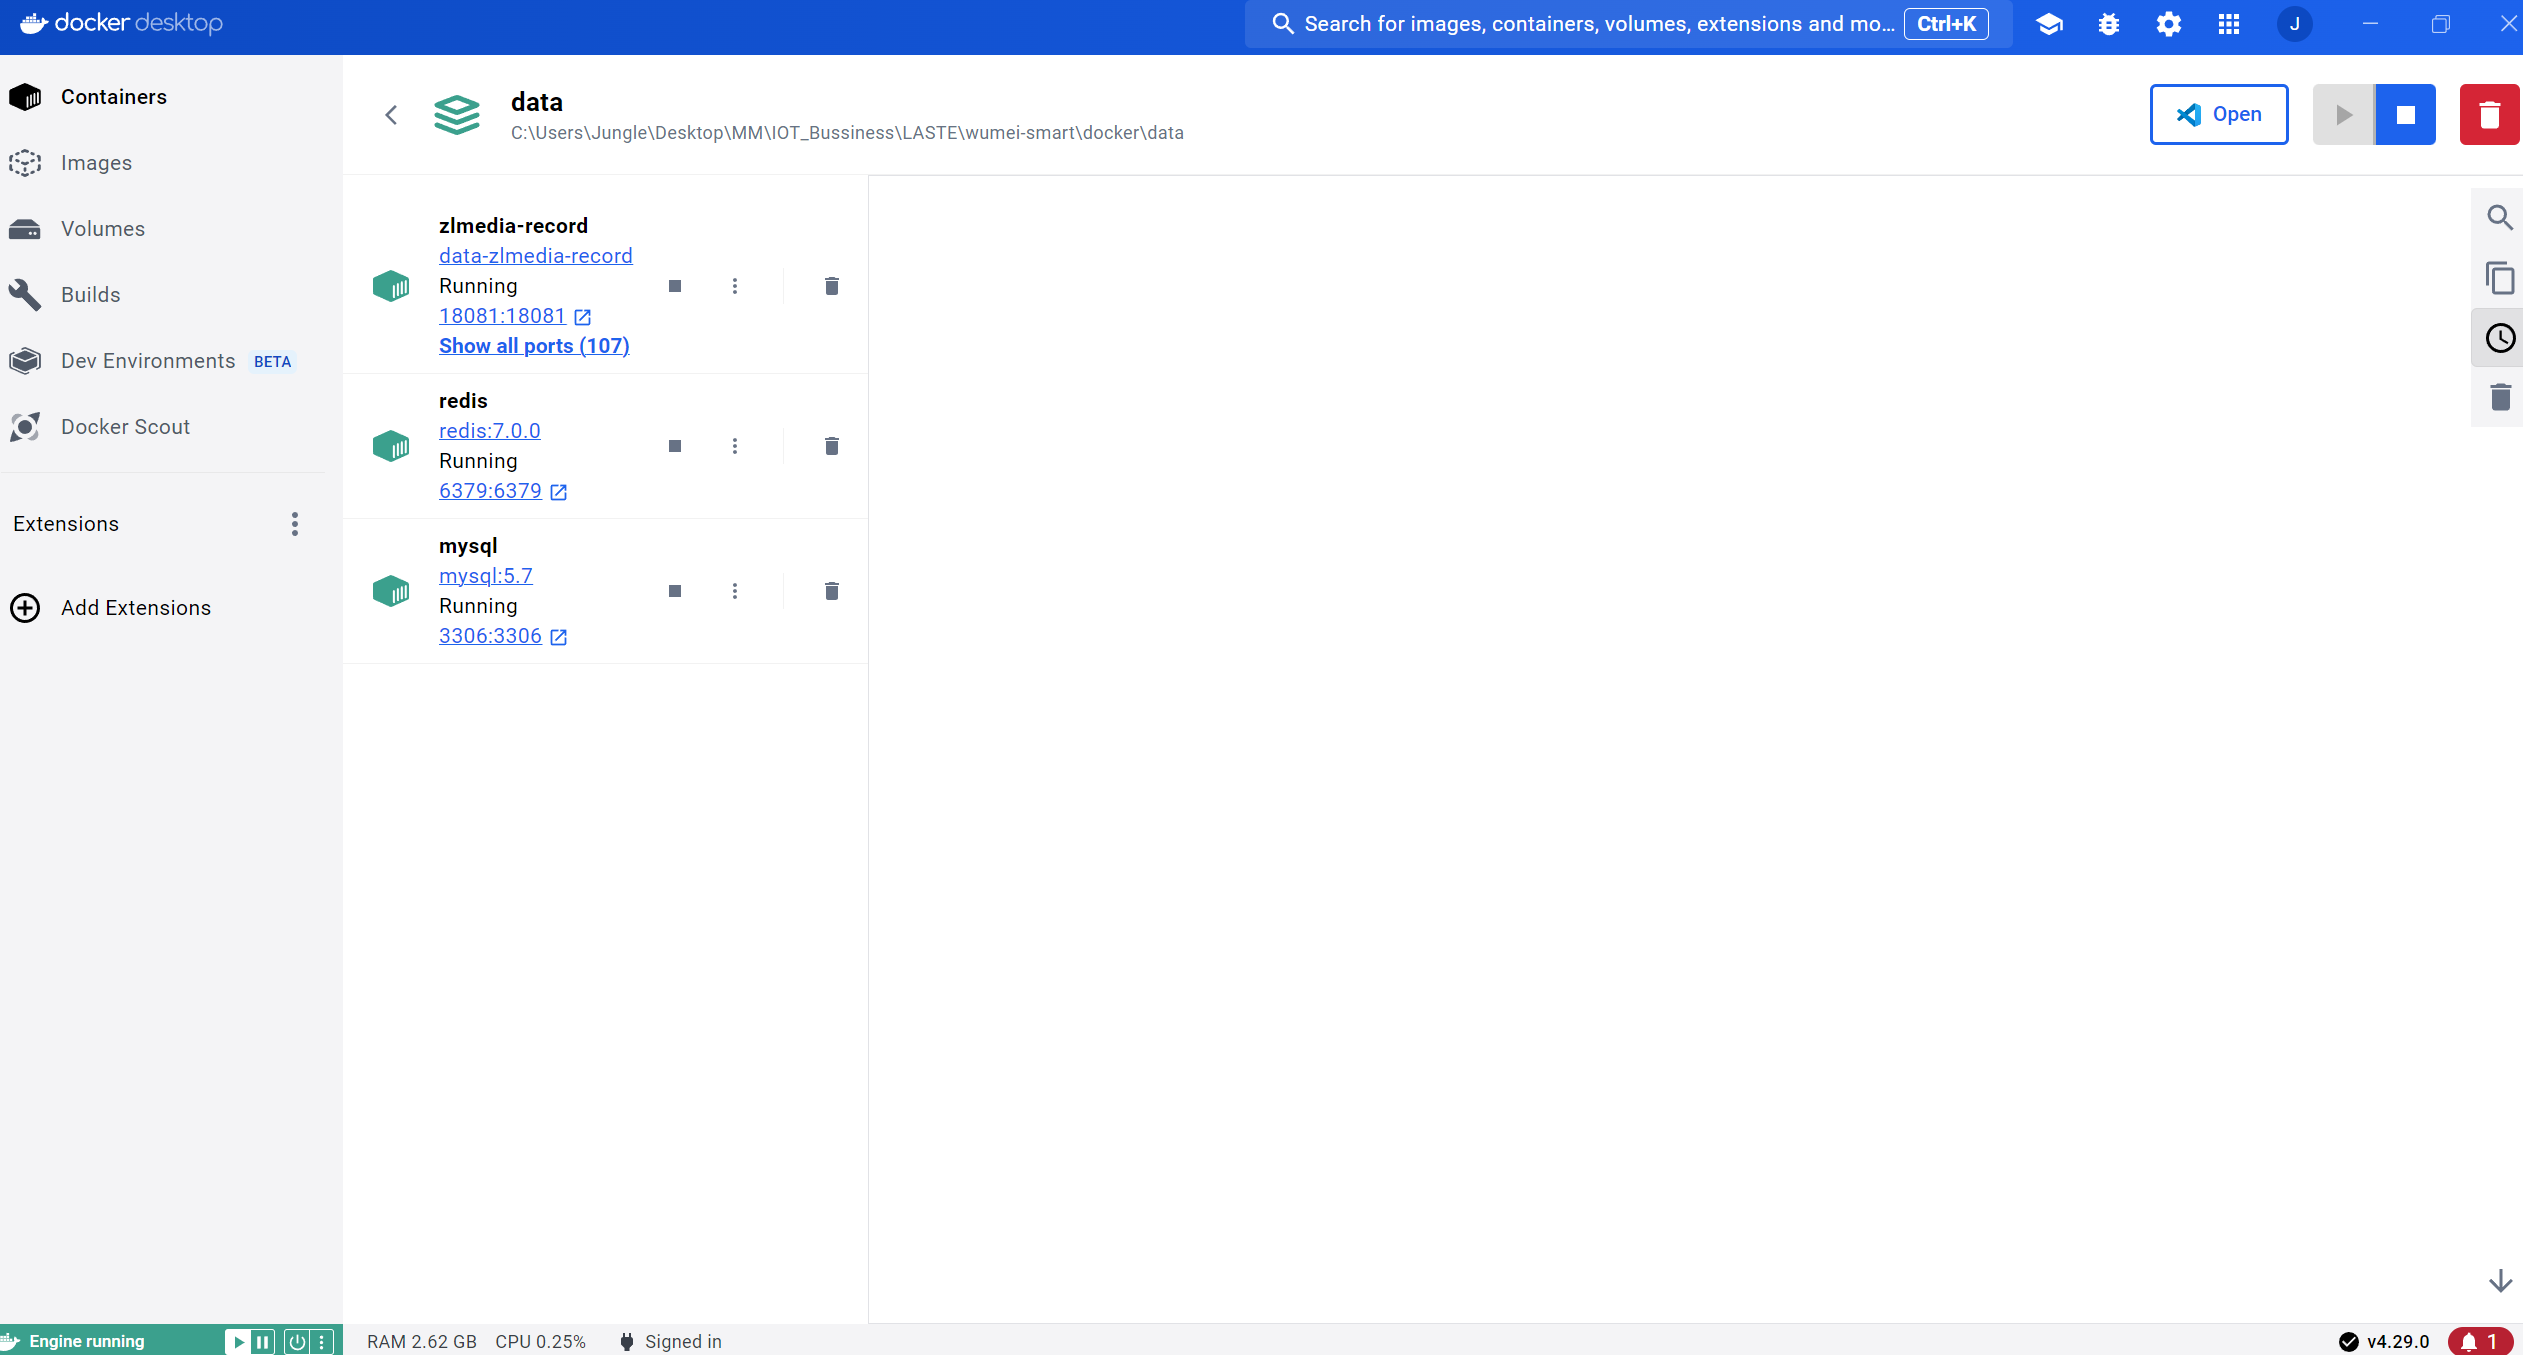 docker desktop
Search for images, containers, volumes, extensions and mo...
Ctrl+K
J
Containers
Images
Volumes
Builds
Dev Environments BETA
Docker Scout
Extensions
Add Extensions
data
C:\Users\Jungle\Desktop\MM\IOT_Bussiness\LASTE\wumei-smart\docker\data
Open
zlmedia-record
data-zlmedia-record
Running
18081:18081
Show all ports (107)
redis
redis:7.0.0
Running
6379:6379
mysql
mysql:5.7
Running
3306:3306
Engine running
RAM 2.62 GB CPU 0.25% Signed in
v4.29.0
1